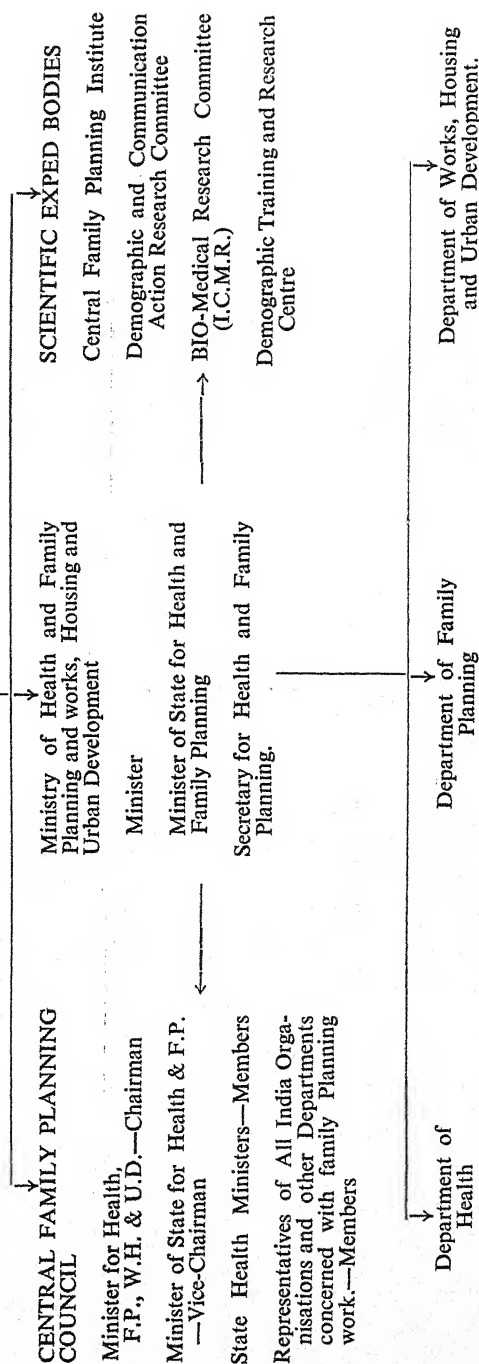 CENTRAL FAMILY PLANNING
COUNCIL
Minister for Health,
F.P., W.H. & U.D.—Chairman
Minister of State for Health & F.P.
—Vice-Chairman
State Health Ministers—Members
Representatives of All India Orga-
nisations and other Departments
concerned with family Planning
work.—Members
Ministry of Health and Family
Planning and works, Housing and
Urban Development
Minister
Minister of State for Health and
Family Planning
Secretary for Health and Family
Planning.
SCIENTIFIC EXPED BODIES
Central Family Planning Institute
Demographic and Communication
Action Research Committee
BIO-Medical Research Committee
(I.C.M.R.)
Demographic Training and Research
Centre
Department of
Health
Department of Family
Planning
Department of Works, Housing
and Urban Development.